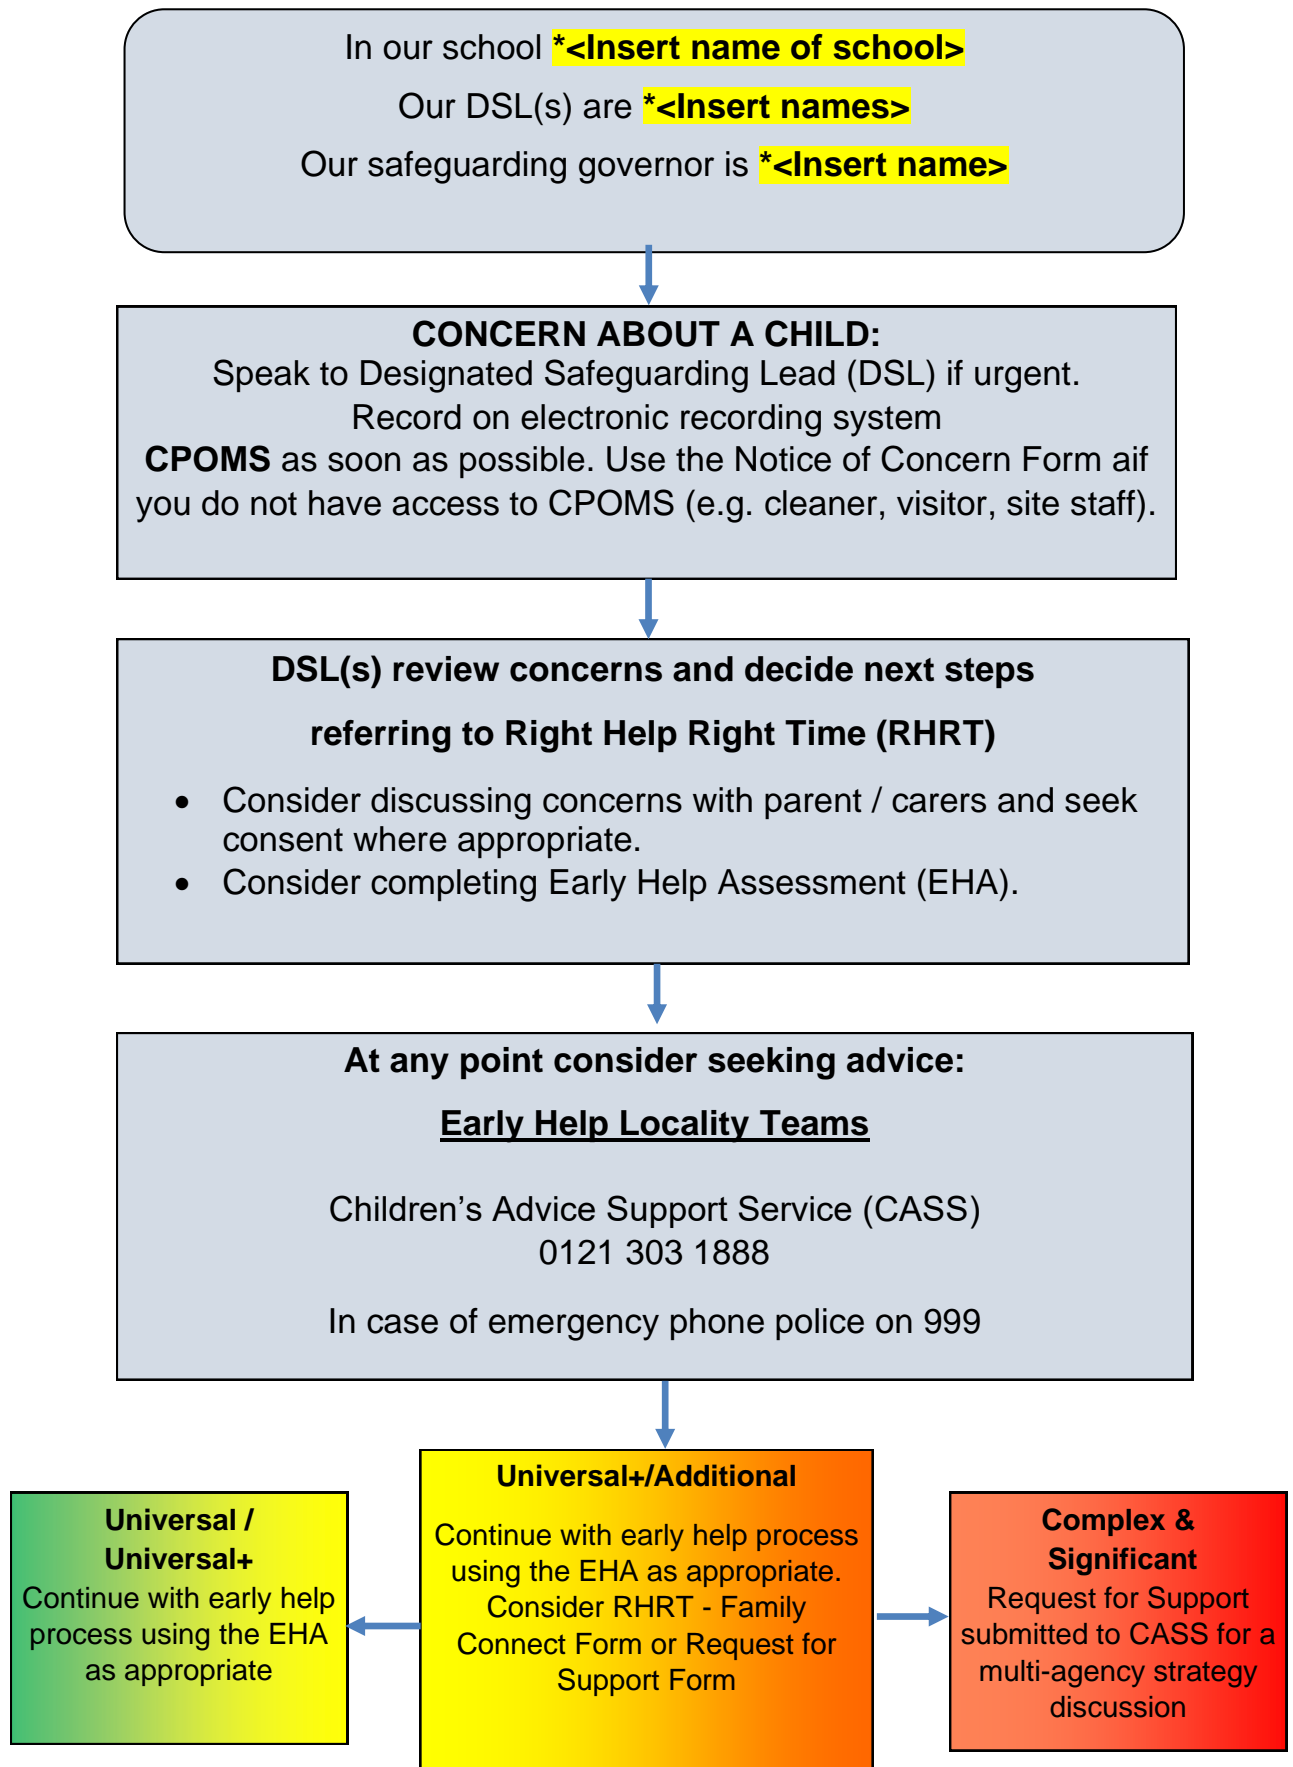 In our school *<Insert name of school>
Our DSL(s) are *<Insert names>
Our safeguarding governor is *<Insert name>
CONCERN ABOUT A CHILD:
Speak to Designated Safeguarding Lead (DSL) if urgent.
Record on electronic recording system
CPOMS as soon as possible. Use the Notice of Concern Form aif
you do not have access to CPOMS (e.g. cleaner, visitor, site staff).
DSL(s) review concerns and decide next steps
referring to Right Help Right Time (RHRT)
• Consider discussing concerns with parent / carers and seek
consent where appropriate.
• Consider completing Early Help Assessment (EHA).
At any point consider seeking advice:
Early Help Locality Teams
Children’s Advice Support Service (CASS)
0121 303 1888
In case of emergency phone police on 999
Universal /
Universal+
Continue with early help
process using the EHA
as appropriate
Universal+/Additional
Continue with early help process
using the EHA as appropriate.
Consider RHRT - Family
Connect Form or Request for
Support Form
Complex &
Significant
Request for Support
submitted to CASS for a
multi-agency strategy
discussion